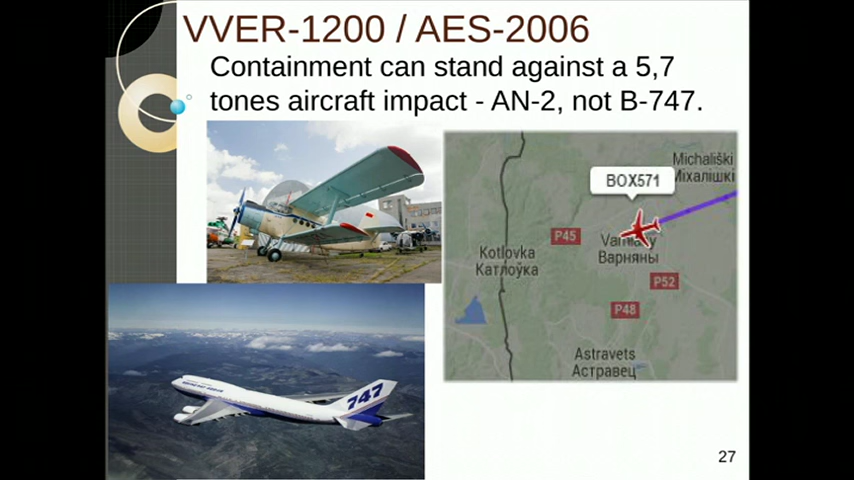 VVER-1200 / AES-2006
Containment can stand against a 5,7
tones aircraft impact - AN-2, not B-747.
Michališki
Міхалішкі
BOX571
P45
Варняны
Kotlovka
Катлоўка
P52
P48
Astravets
Астравец
747
27